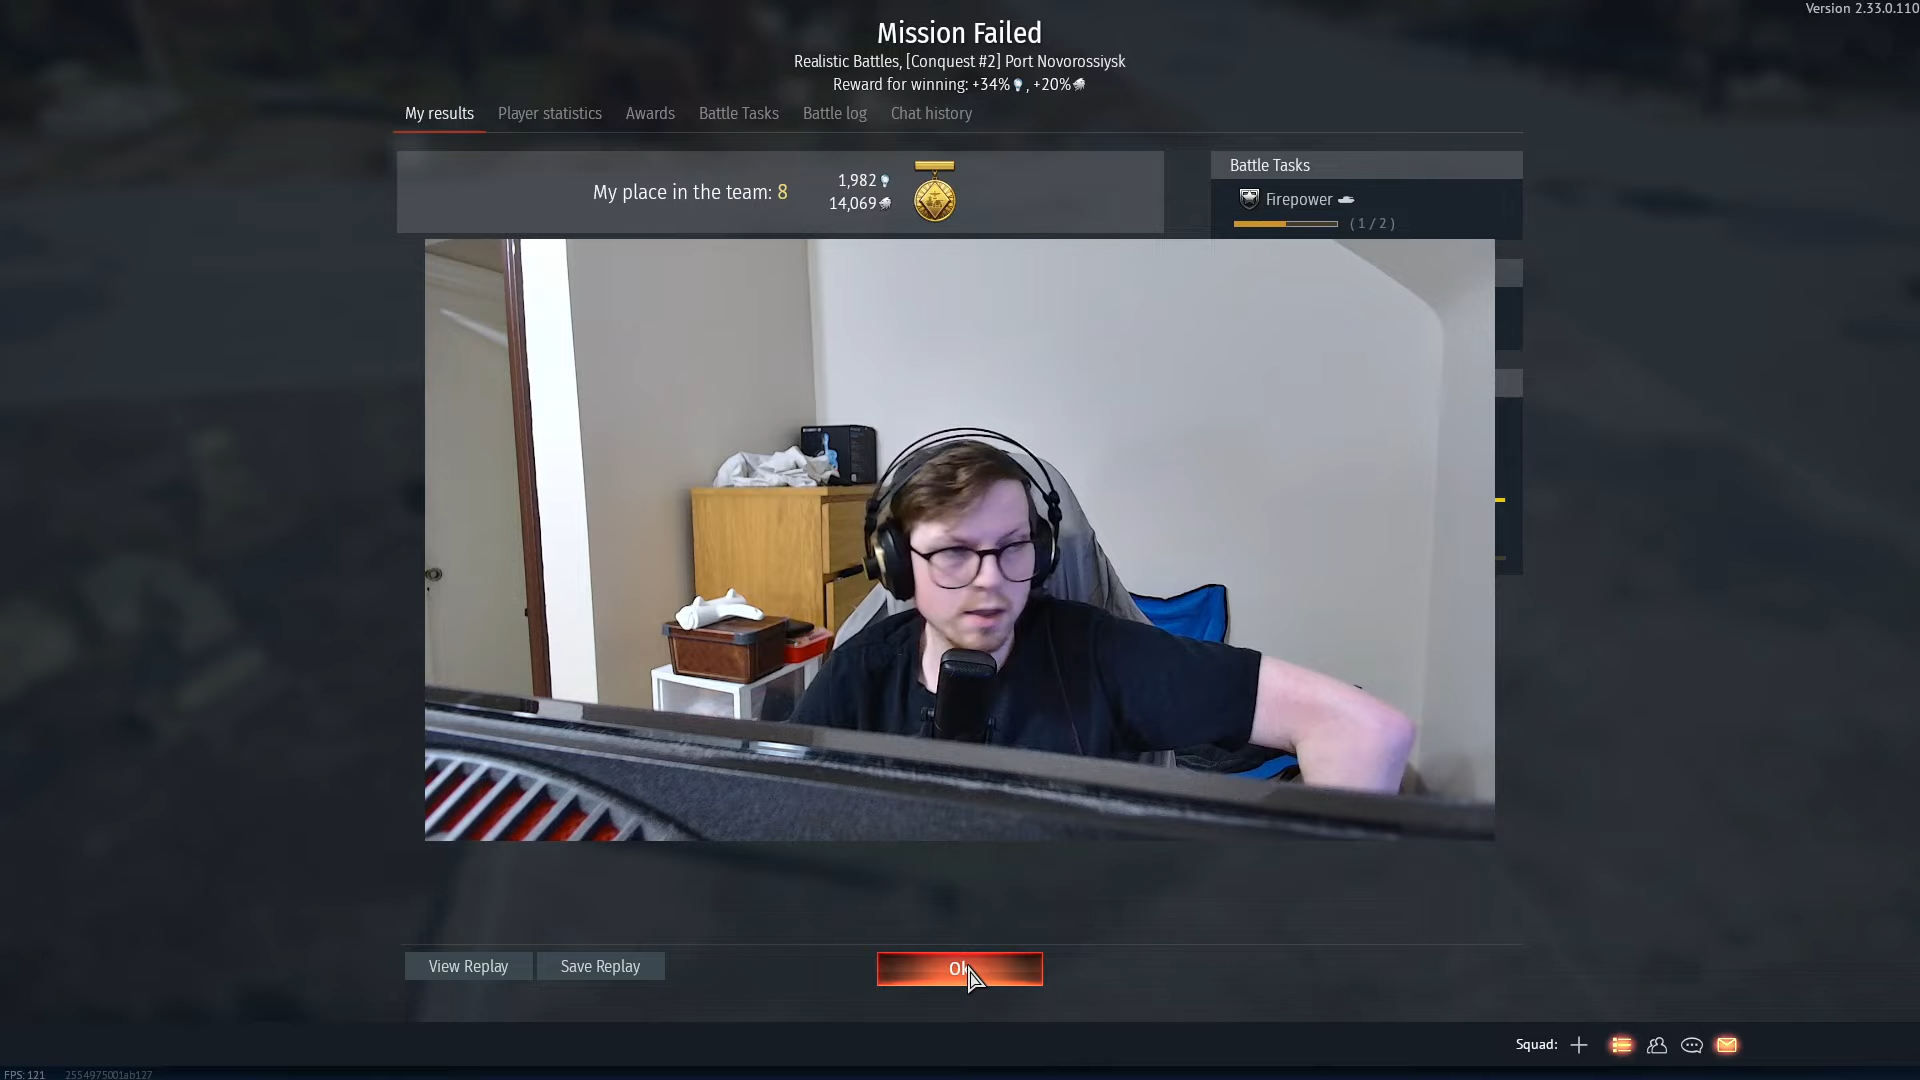 Version 2.33.0.110
Mission Failed
Realistic Battles, [Conquest #2] Port Novorossiysk
Reward for winning: +34%, +20%
My results Player statistics Awards Battle Tasks Battle log Chat history
My place in the team: 8
1,982
14,069
Battle Tasks
Firepower
( 1 / 2 )
View Replay Save Replay Ok
Squad:
FPS: 121 2554975001ab127